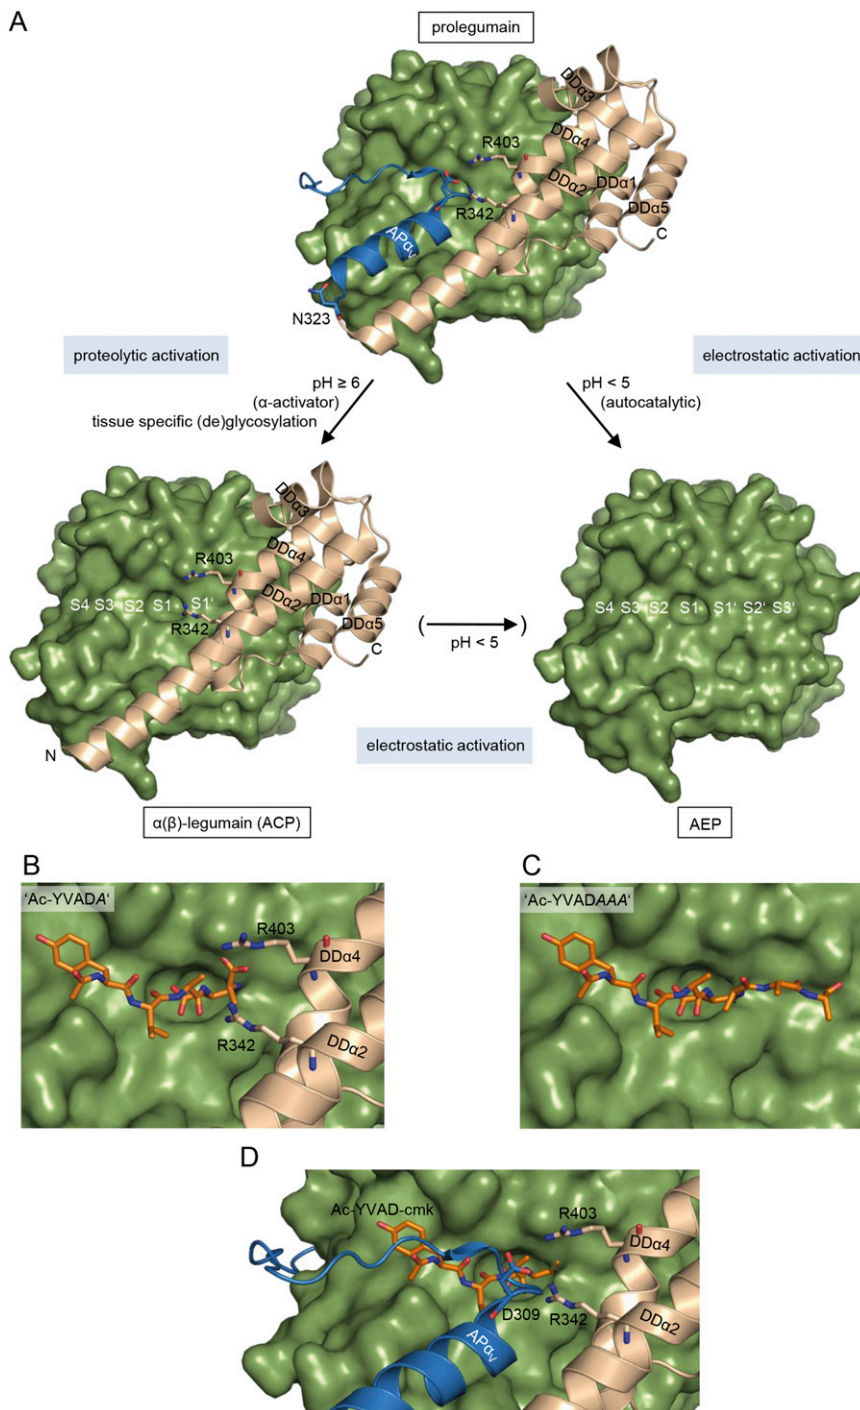 A
prolegumain
DDα3
R403
DDα4
DDα2
DDα1
R342
DDα5
APαV
C
N323
proteolytic activation
electrostatic activation
pH ≥ 6
(α-activator)
tissue specific (de)glycosylation
pH < 5
(autocatalytic)
DDα3
R403
DDα4
S4 S3 S2 S1 S1'
DDα2
DDα1
R342
DDα5
C
N
(
)
pH < 5
S4 S3 S2 S1 S1' S2' S3'
electrostatic activation
α(β)-legumain (ACP)
AEP
B
'Ac-YVADA'
R403
DDα4
R342
DDα2
C
'Ac-YVADAAA'
D
Ac-YVAD-cmk
R403
DDα4
D309
R342
DDα2
APαV